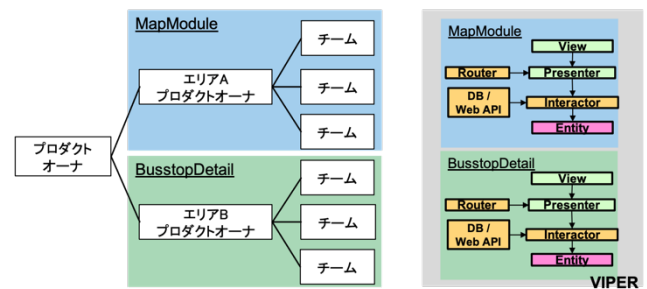 MapModule
チーム
エリアA
プロダクトオーナ
チーム
チーム
プロダクト
オーナ
BusstopDetail
チーム
エリアB
プロダクトオーナ
チーム
チーム
MapModule
View
Router
Presenter
DB /
Web API
Interactor
Entity
BusstopDetail
View
Router
Presenter
DB /
Web API
Interactor
Entity
VIPER